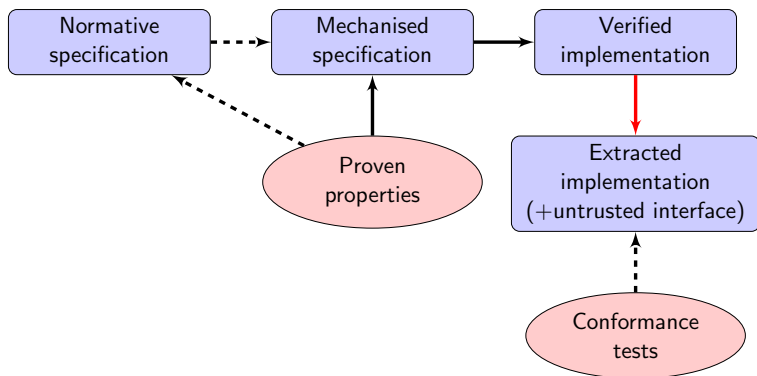 Normative
specification
Mechanised
specification
Verified
implementation
Proven
properties
Extracted
implementation
(+untrusted interface)
Conformance
tests